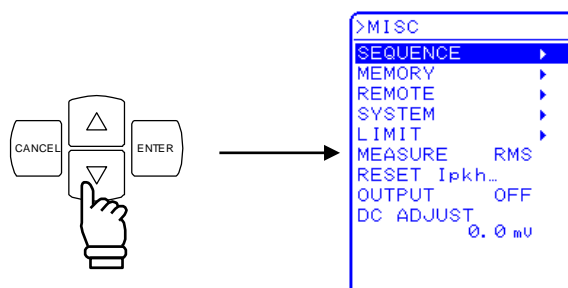 CANCEL
ENTER
>MISC
SEQUENCE
MEMORY
REMOTE
SYSTEM
LIMIT
MEASURE RMS
RESET Ipkh…
OUTPUT OFF
DC ADJUST
0.0 mV